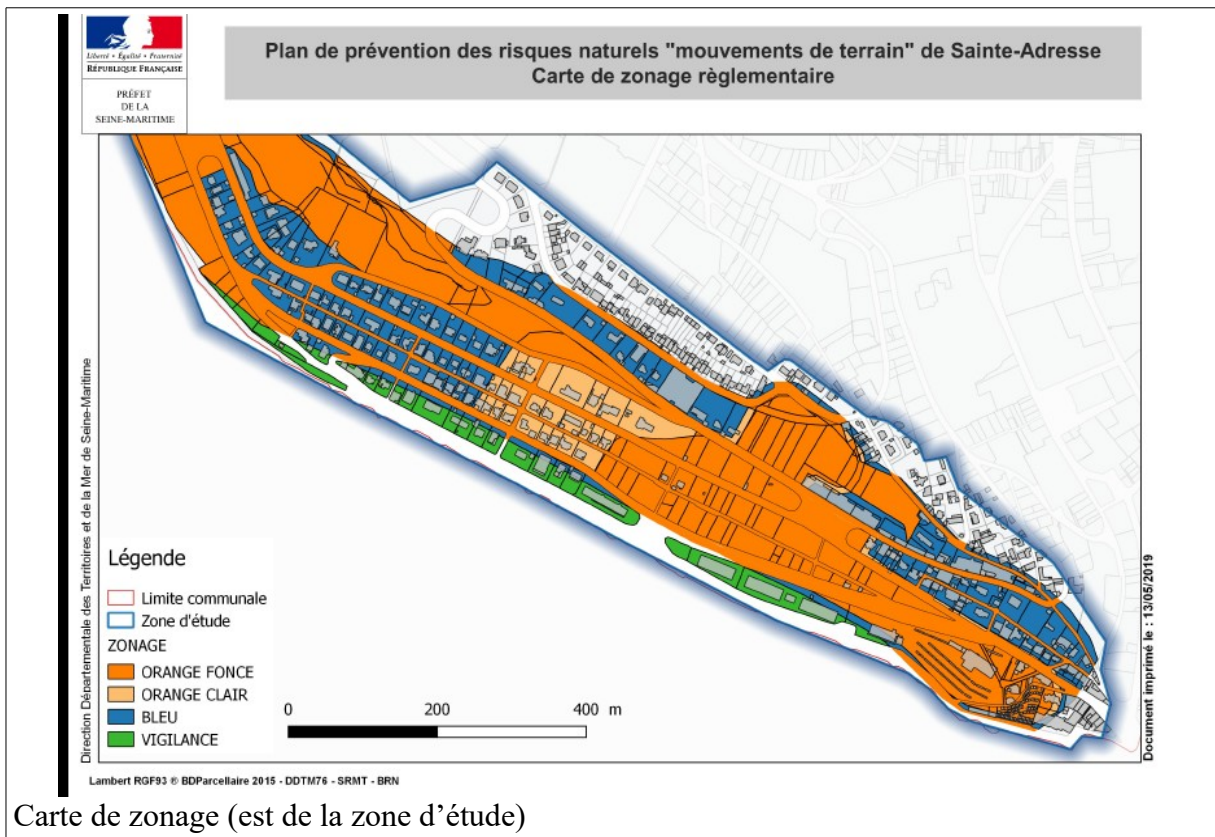 Liberté • Égalité • Fraternité
RÉPUBLIQUE FRANÇAISE
PRÉFET
DE LA
SEINE-MARITIME
Plan de prévention des risques naturels "mouvements de terrain" de Sainte-Adresse
Carte de zonage règlementaire
Direction Départementale des Territoires et de la Mer de Seine-Maritime
Légende
Limite communale
Zone d'étude
ZONAGE
ORANGE FONCE
ORANGE CLAIR
BLEU
VIGILANCE
0 200 400 m
Document imprimé le : 13/05/2019
Lambert RGF93 © BDParcellaire 2015 - DDTM76 - SRMT - BRN
Carte de zonage (est de la zone d’étude)